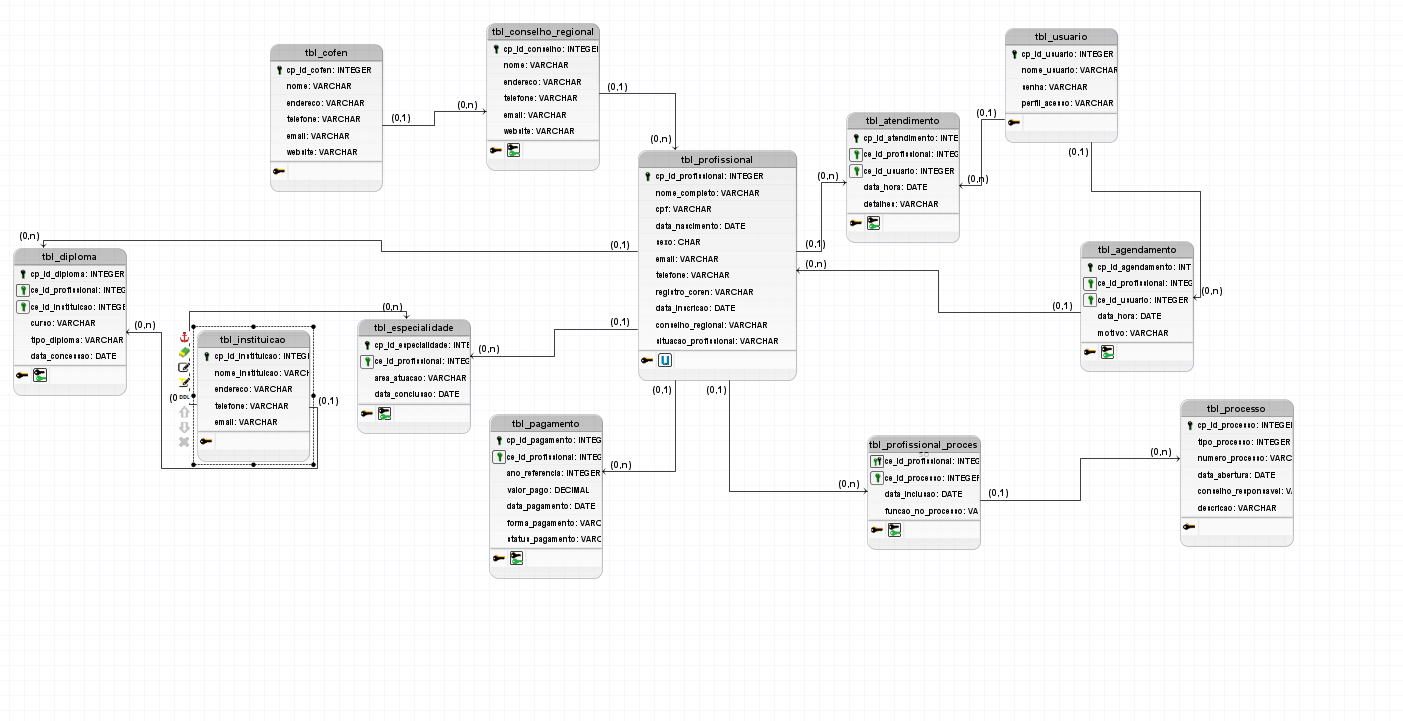 tbl_cofen
cp_id_cofen: INTEGER
nome: VARCHAR
endereco: VARCHAR
telefone: VARCHAR
email: VARCHAR
website: VARCHAR
(0,1)
(0,n)
tbl_conselho_regional
cp_id_conselho: INTEGE
nome: VARCHAR
endereco: VARCHAR
telefone: VARCHAR
email: VARCHAR
website: VARCHAR
(0,1)
(0,n)
tbl_profissional
cp_id_profissional: INTEGER
nome_completo: VARCHAR
cpf: VARCHAR
data_nascimento: DATE
sexo: CHAR
email: VARCHAR
telefone: VARCHAR
registro_coren: VARCHAR
data_inscricao: DATE
conselho_regional: VARCHAR
situacao_profissional: VARCHAR
U
(0,1)
(0,n)
(0,1)
(0,n)
(0,1)
(0,1)
(0,1)
tbl_atendimento
cp_id_atendimento: INTE
ce_id_profissional: INTEG
ce_id_usuario: INTEGER
data_hora: DATE
detalhes: VARCHAR
(0,1)
(0,n)
tbl_usuario
cp_id_usuario: INTEGER
nome_usuario: VARCHAR
senha: VARCHAR
perfil_acesso: VARCHAR
(0,1)
(0,n)
tbl_agendamento
cp_id_agendamento: INT
ce_id_profissional: INTEG
ce_id_usuario: INTEGER
data_hora: DATE
motivo: VARCHAR
(0,1)
(0,n)
tbl_diploma
cp_id_diploma: INTEGER
ce_id_profissional: INTEG
ce_id_instituicao: INTEGE
curso: VARCHAR
tipo_diploma: VARCHAR
data_concessao: DATE
(0,n)
tbl_instituicao
cp_id_instituicao: INTEG
nome_instituicao: VARCH
endereco: VARCHAR
telefone: VARCHAR
email: VARCHAR
DDL
(0
(0,1)
(0,n)
tbl_especialidade
cp_id_especialidade: INTE
ce_id_profissional: INTEG
area_atuacao: VARCHAR
data_conclusao: DATE
(0,n)
tbl_pagamento
cp_id_pagamento: INTEG
ce_id_profissional: INTEG
ano_referencia: INTEGER
valor_pago: DECIMAL
data_pagamento: DATE
forma_pagamento: VARC
status_pagamento: VARC
(0,n)
(0,n)
tbl_profissional_proces
ce_id_profissional: INTEG
ce_id_processo: INTEGER
data_inclusao: DATE
funcao_no_processo: VA
(0,1)
(0,n)
tbl_processo
cp_id_processo: INTEGER
tipo_processo: INTEGER
numero_processo: VARC
data_abertura: DATE
conselho_responsavel: V
descricao: VARCHAR